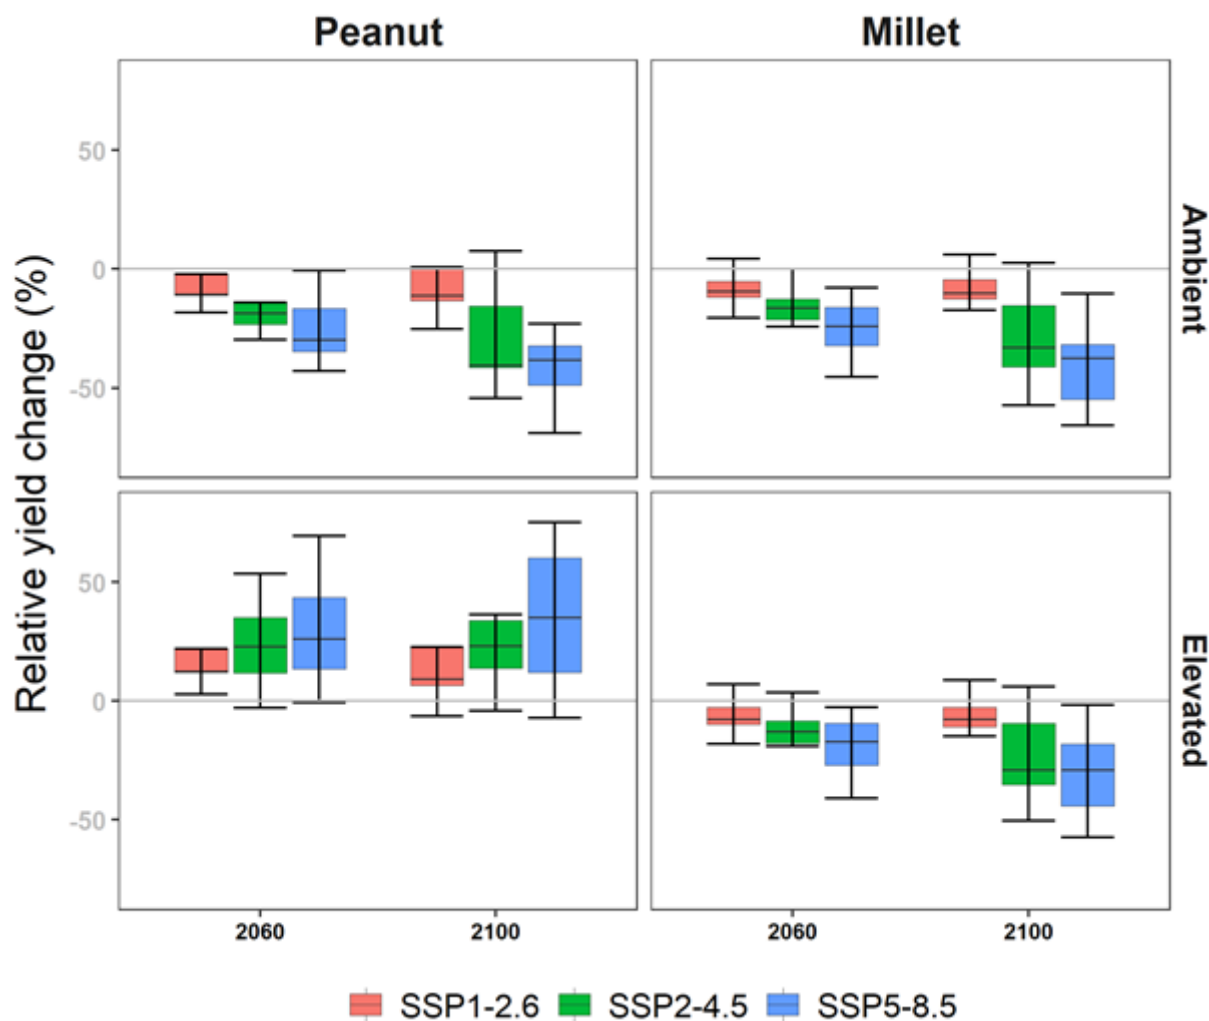 Peanut
Millet
Relative yield change (%)
50
0
-50
Ambient
50
0
-50
Elevated
2060
2100
2060
2100
SSP1-2.6
SSP2-4.5
SSP5-8.5